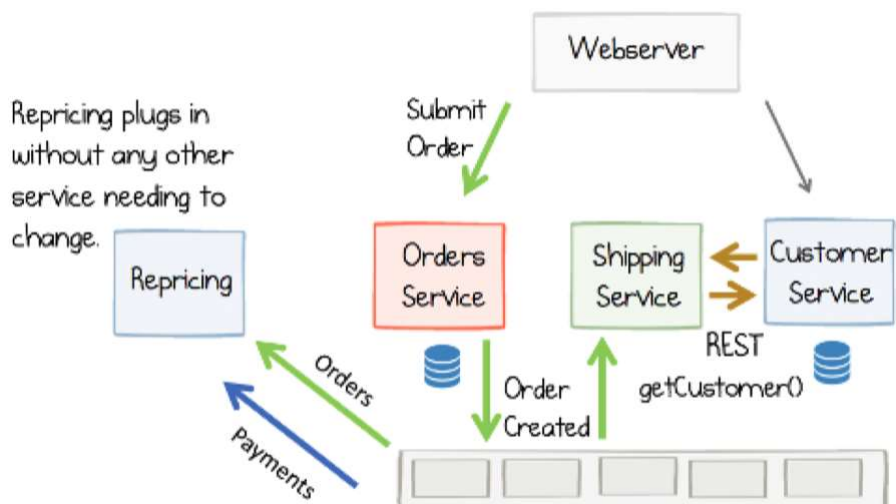 Webserver
Repricing plugs in
without any other
service needing to
change.
Submit
Order
Repricing
Orders
Service
Shipping
Service
Customer
Service
REST
getCustomer()
Orders
Payments
Order
Created